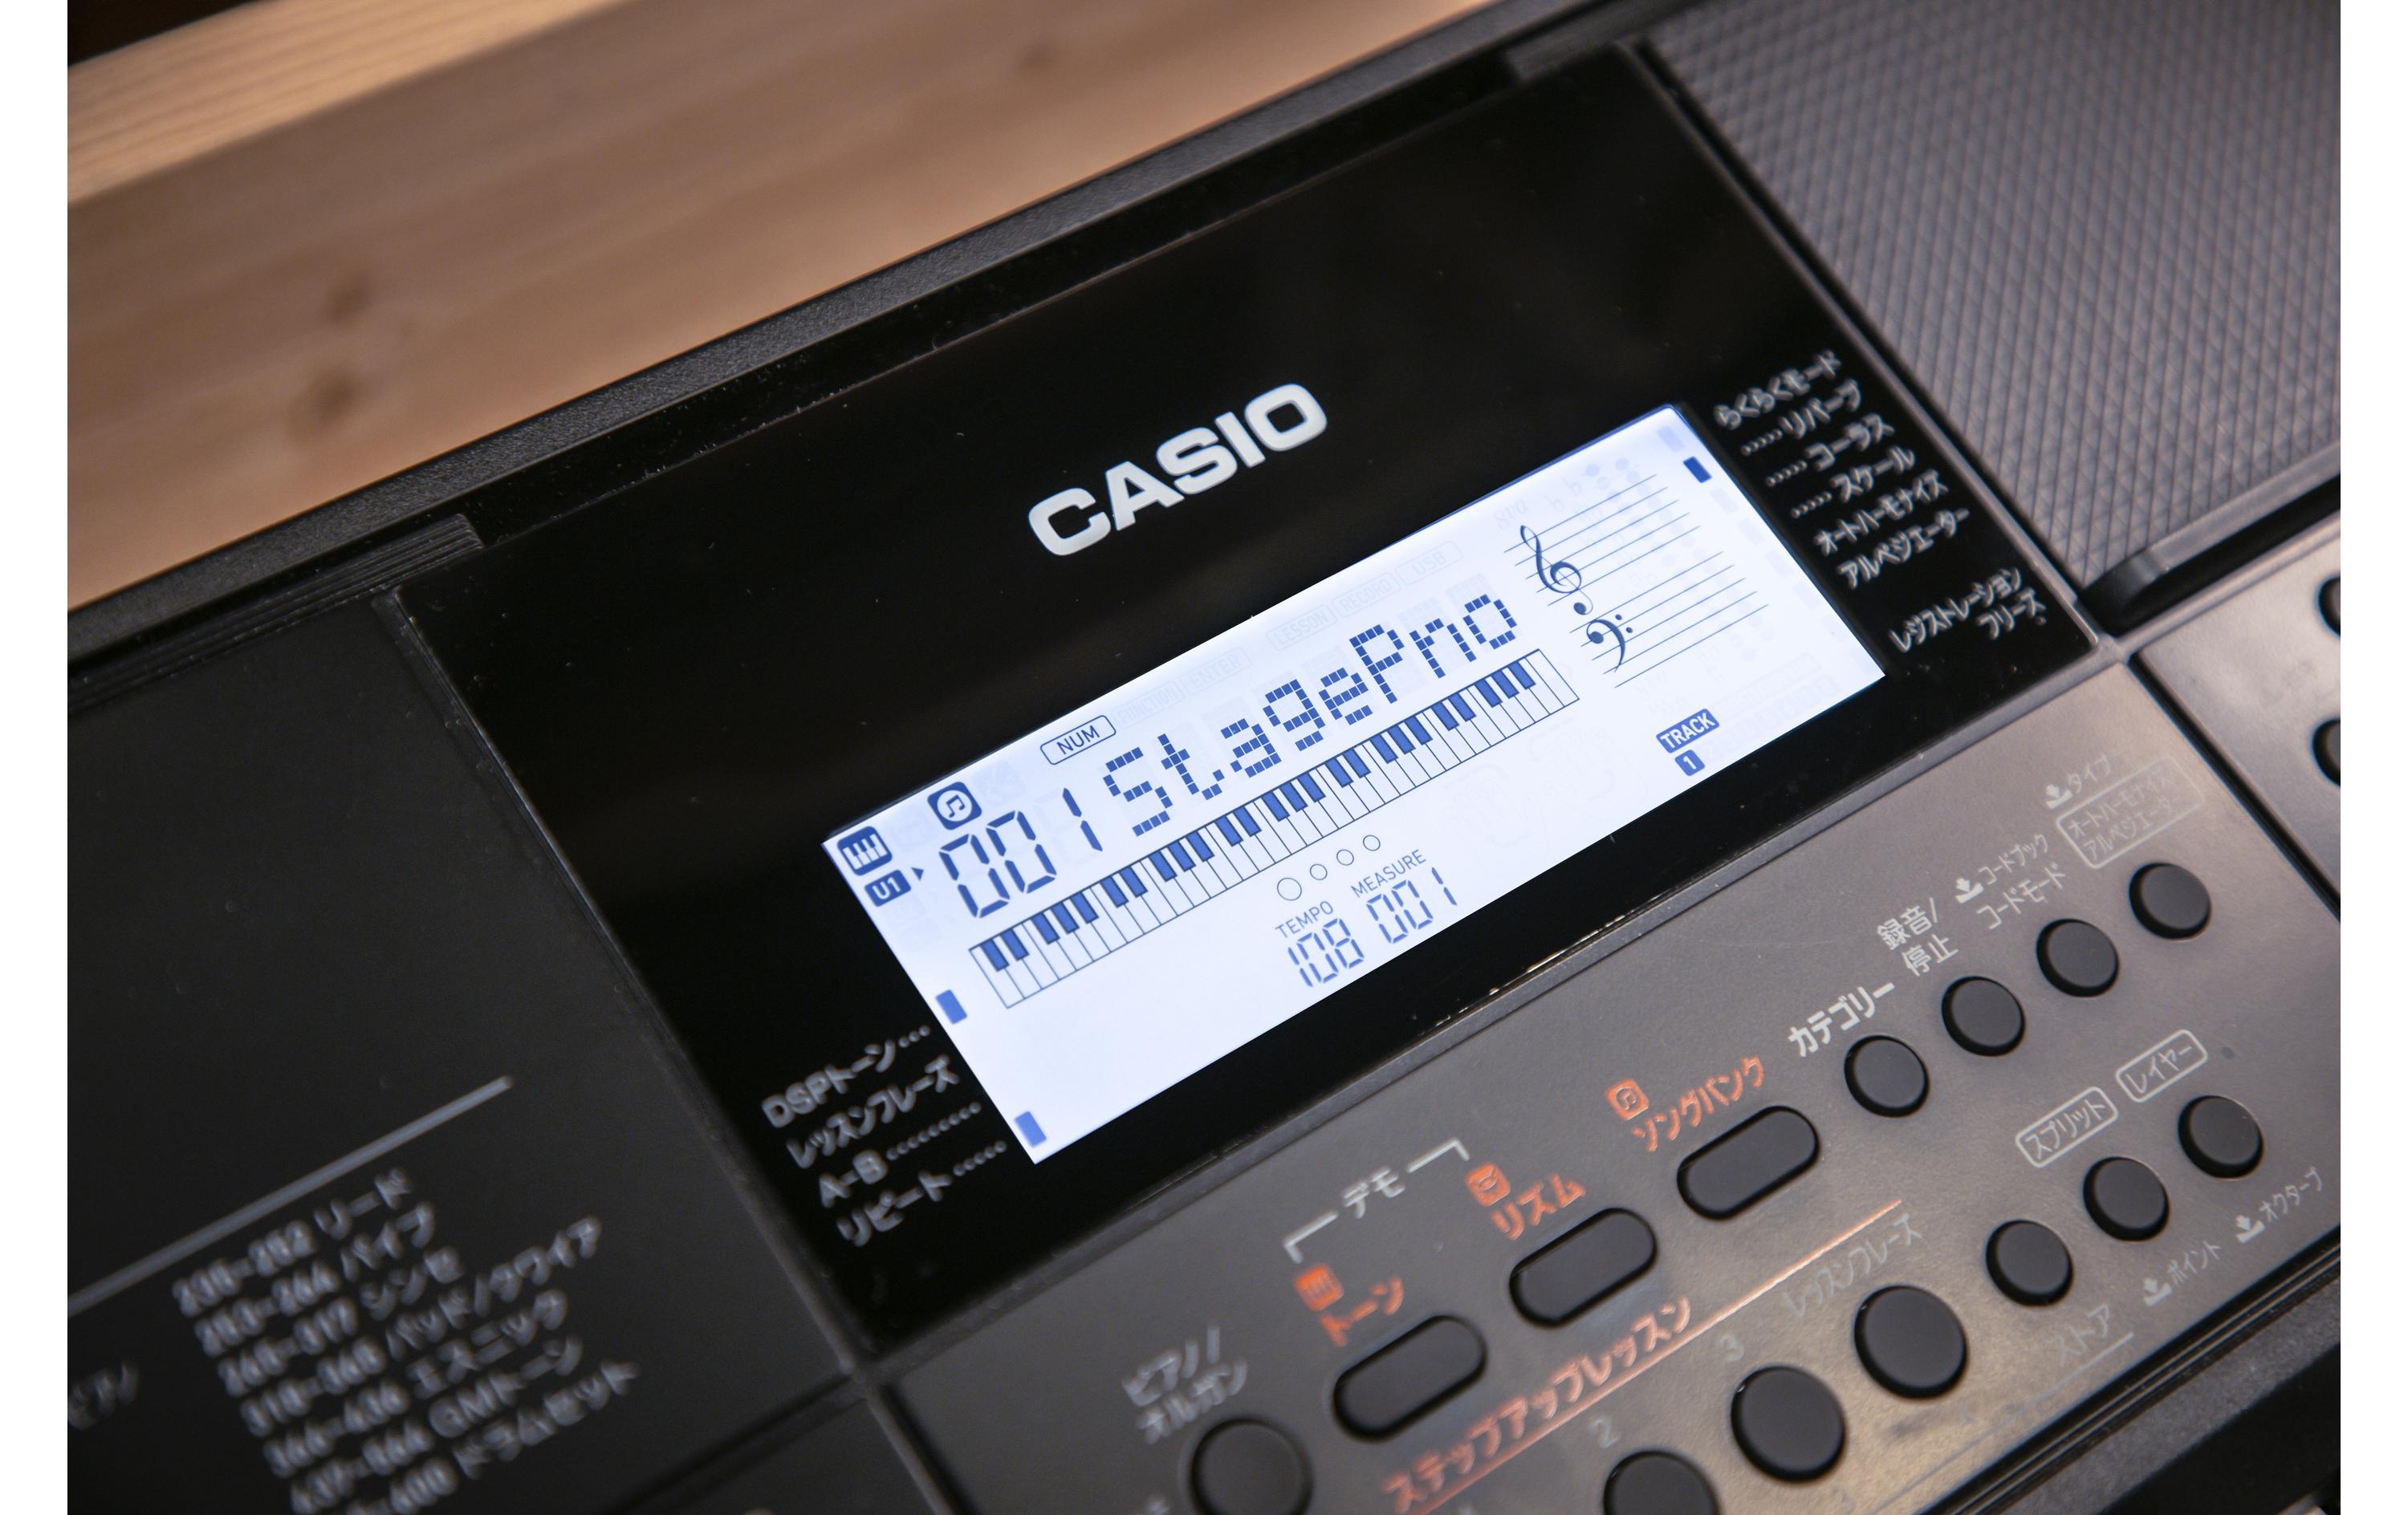 CASIO
らくらくモード
リバーブ
コーラス
スケール
オートハーモナイズ
アルペジエーター
レジストレーション
フリーズ
NUM
FUNCTION
ENTER
LESSON
RECORD
USB
8va
U1
001 StagePno
TEMPO
MEASURE
108
001
TRACK
1
DSPトーン
レッスンフレーズ
A-B
リピート
タイプ
オートハーモナイズ
アルペジエーター
コードブック
コードモード
録音/
停止
カテゴリー
ソングバンク
デモ
リズム
トーン
スプリット
レイヤー
オクターブ
ポイント
ピアノ/
オルガン
ステップアップレッスン
レッスンフレーズ
2
3
ストア
リード
パイプ
シンセ
エスニック
GMトーン
ドラムセット
ピアノ